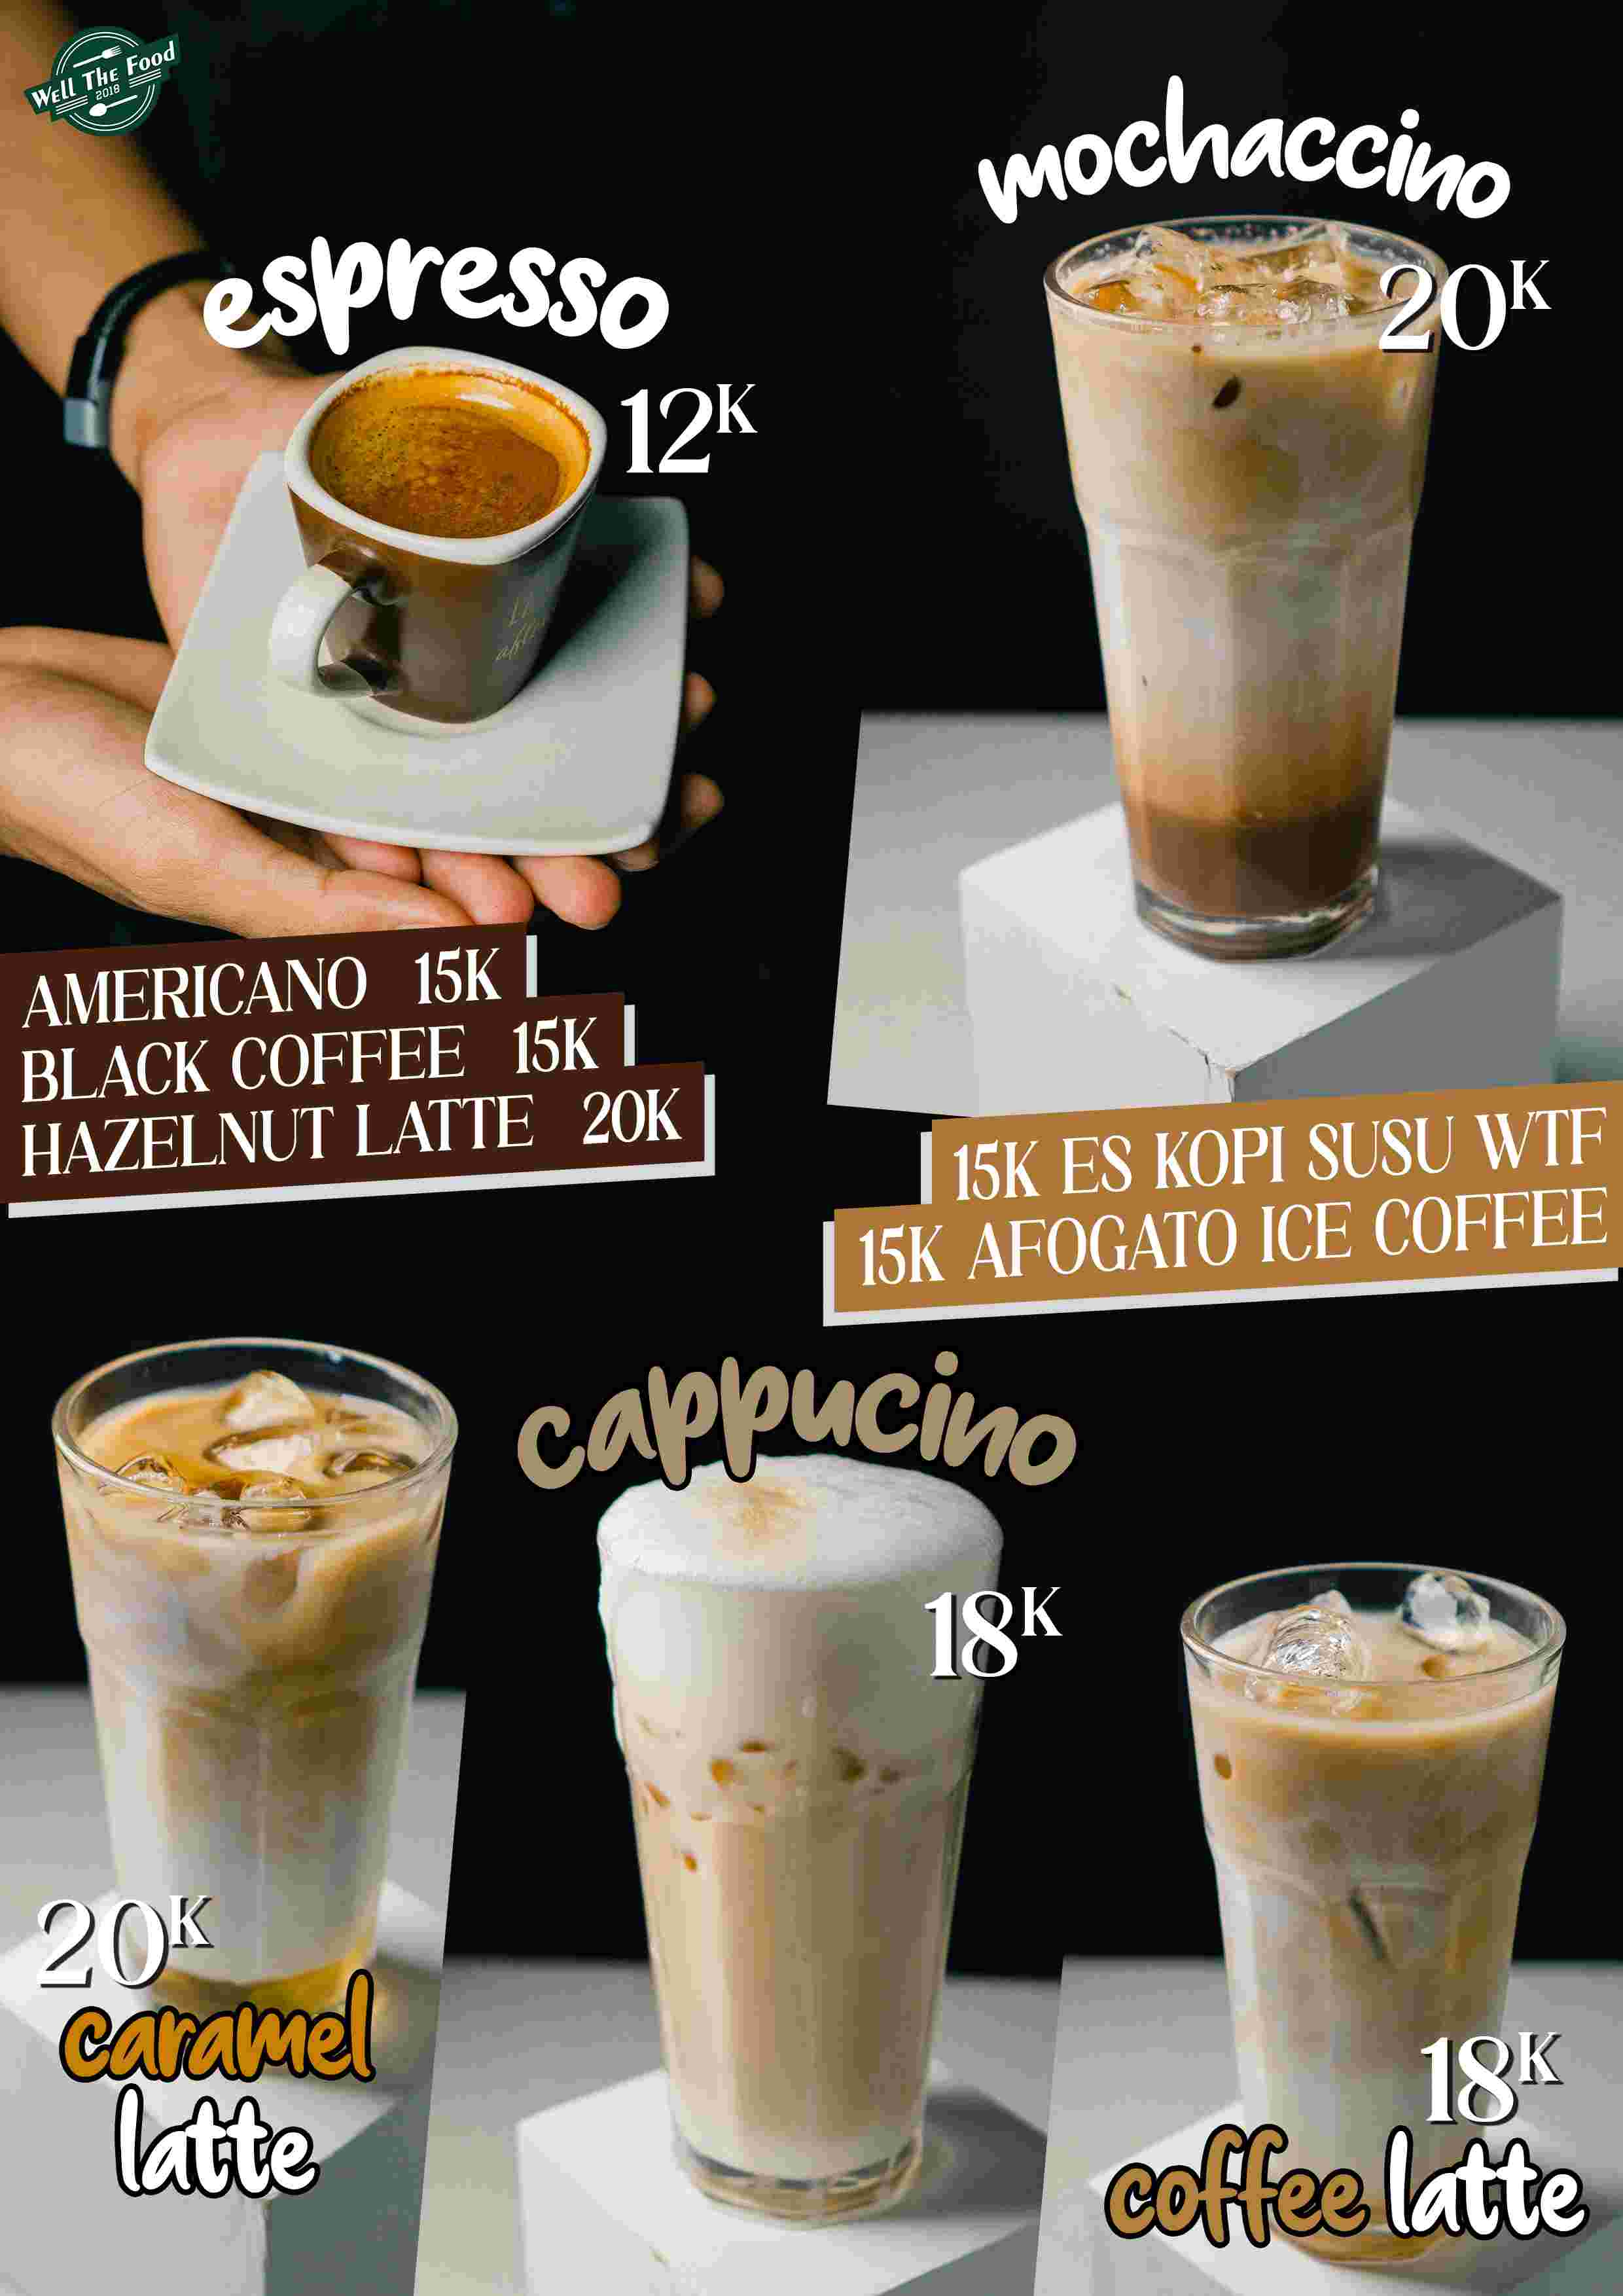 Well The Food
2018
mochaccino
20K
espresso
12K
AMERICANO 15K
BLACK COFFEE 15K
HAZELNUT LATTE 20K
15K ES KOPI SUSU WTF
15K AFOGATO ICE COFFEE
cappucino
18K
20K
caramel
latte
18K
coffee latte